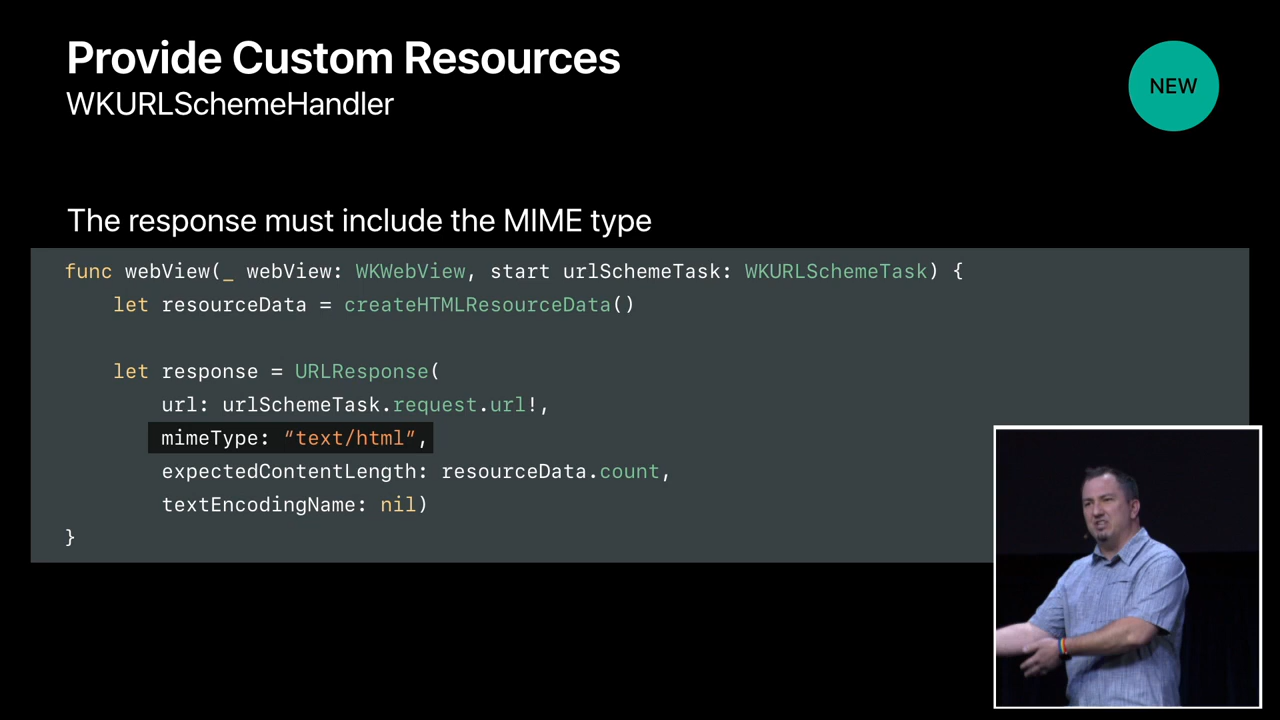 Provide Custom Resources
WKURLSchemeHandler
NEW
The response must include the MIME type
func webView(_ webView: WKWebView, start urlSchemeTask: WKURLSchemeTask) {
    let resourceData = createHTMLResourceData()
    let response = URLResponse(
        url: urlSchemeTask.request.url!,
        mimeType: “text/html”,
        expectedContentLength: resourceData.count,
        textEncodingName: nil)
}